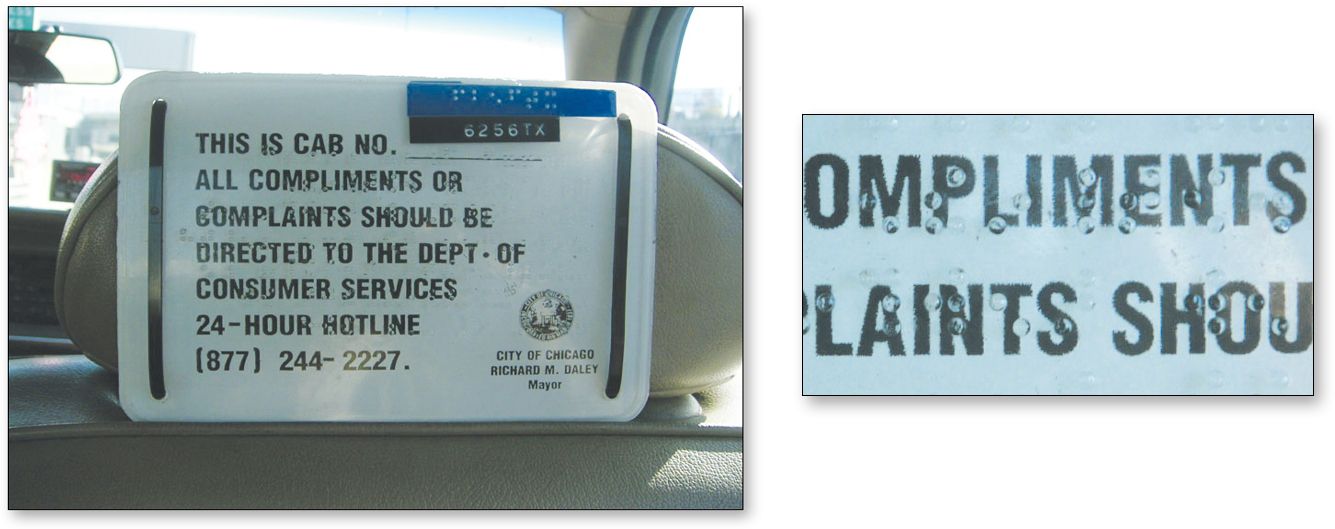 6256TX
THIS IS CAB NO.
ALL COMPLIMENTS OR
COMPLAINTS SHOULD BE
DIRECTED TO THE DEPT. OF
CONSUMER SERVICES
24-HOUR HOTLINE
(877) 244-2227.
CITY OF CHICAGO
RICHARD M. DALEY
Mayor
OMPLIMENTS
PLAINTS SHOU